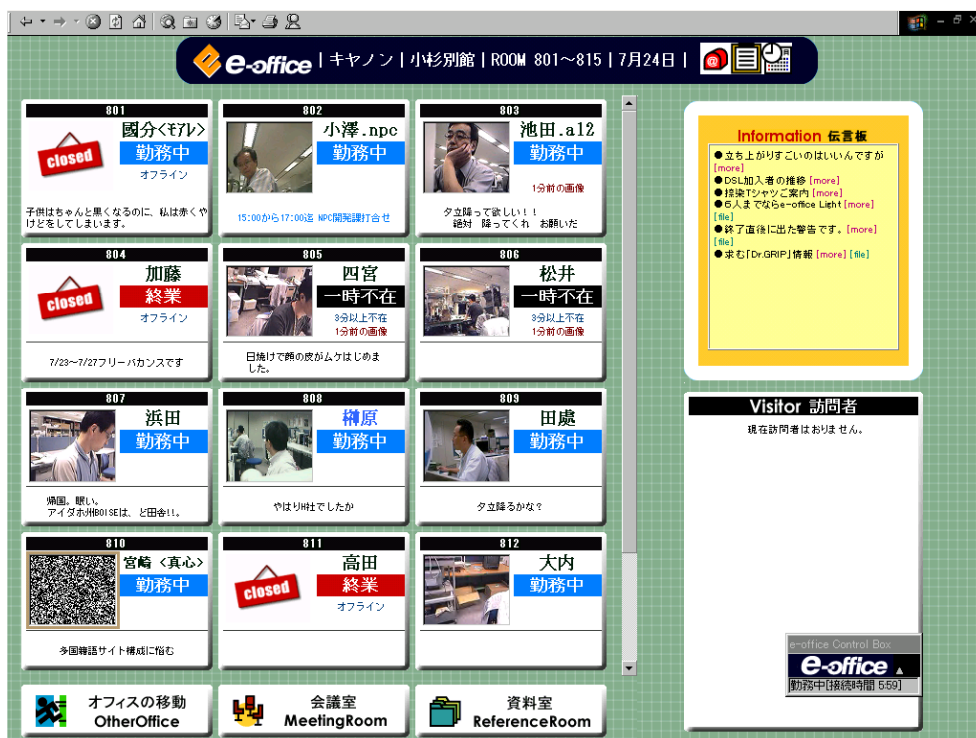 e-office | キヤノン | 小杉別館 | ROOM 801～815 | 7月24日 |
801
國分<ﾓｱﾚ>
closed
勤務中
オフライン
子供はちゃんと黒くなるのに、私は赤くや
けどをしてしまいます。
802
小澤.npc
勤務中
15:00から17:00迄 NPC開発課打合せ
803
池田.a12
勤務中
1分前の画像
夕立降って欲しい！！
絶対 降ってくれ お願いだ
804
加藤
closed
終業
オフライン
7/23～7/27フリーバカンスです
805
四宮
一時不在
3分以上不在
1分前の画像
日焼けで顔の皮がムケはじめま
した。
806
松井
一時不在
3分以上不在
1分前の画像
807
浜田
勤務中
帰国。眠い。
アイダホ州BOISEは、ど田舎!!。
808
榊原
勤務中
やはりH社でしたか
809
田處
勤務中
夕立降るかな？
810
宮崎 <真心>
勤務中
多国籍語サイト構成に悩む
811
高田
closed
終業
オフライン
812
大内
勤務中
Information 伝言板
●立ち上がりすごいのはいいんですが
[more]
●DSL加入者の推移 [more]
●捺染Tシャツご案内 [more]
●6人までならe-office Light [more]
[file]
●終了直後に出た警告です。[more]
[file]
●求む「Dr.GRIP」情報 [more] [file]
Visitor 訪問者
現在訪問者はおりません。
e-office Control Box
e-office
勤務中[接続時間 5:59]
オフィスの移動
OtherOffice
会議室
MeetingRoom
資料室
ReferenceRoom